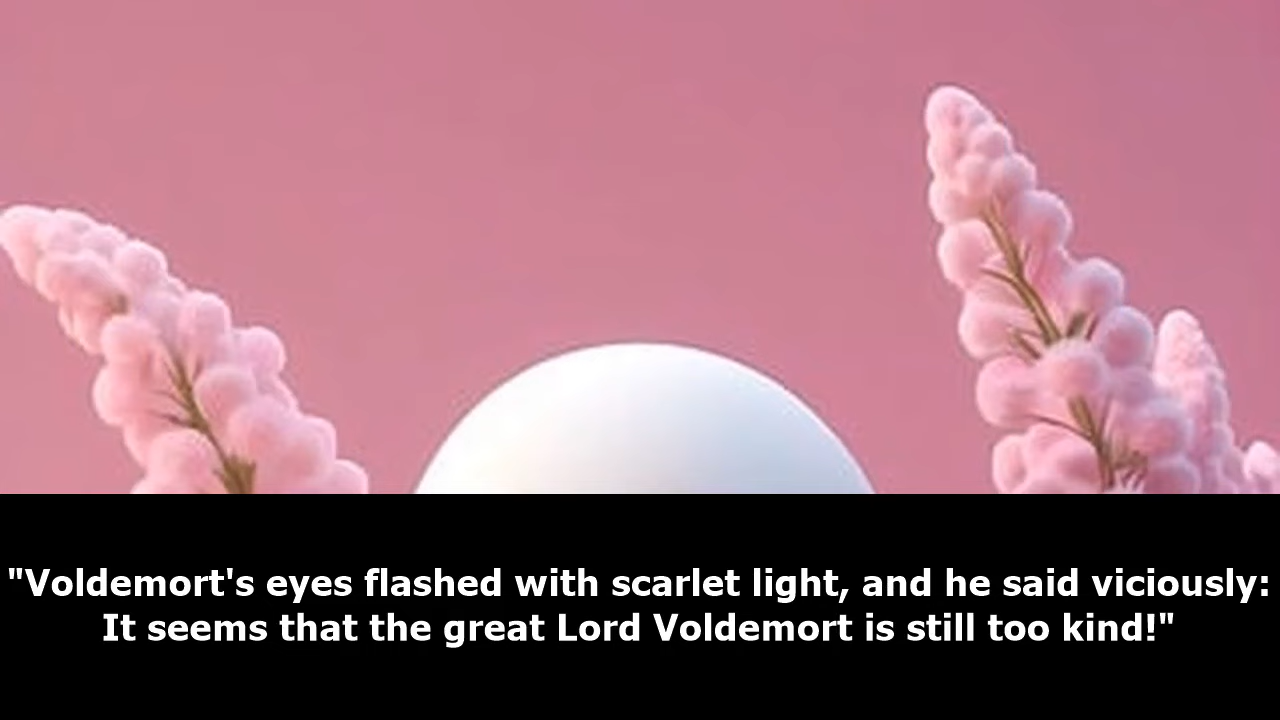 "Voldemort's eyes flashed with scarlet light, and he said viciously:
It seems that the great Lord Voldemort is still too kind!"